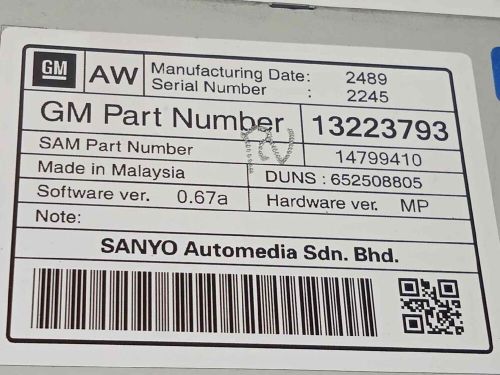 GM
AW
Manufacturing Date: 2489
Serial Number : 2245
GM Part Number 13223793
SAM Part Number 14799410
Made in Malaysia DUNS : 652508805
Software ver. 0.67a Hardware ver. MP
Note:
SANYO Automedia Sdn. Bhd.